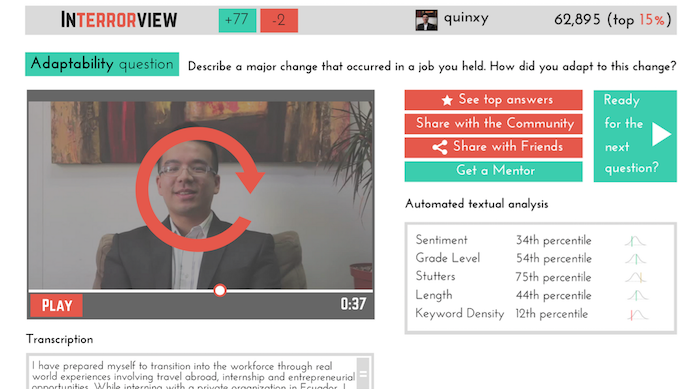 INTERRORVIEW +77 -2 quinxy 62,895 (top 15%)
Adaptability question Describe a major change that occurred in a job you held. How did you adapt to this change?
See top answers
Share with the Community
Share with Friends
Get a Mentor
Ready
for the
next
question?
Automated textual analysis
Sentiment 34th percentile
Grade Level 54th percentile
Stutters 75th percentile
Length 44th percentile
Keyword Density 12th percentile
PLAY 0:37
Transcription
I have prepared myself to transition into the workforce through real
world experiences involving travel abroad, internship and entrepreneurial
opportunities. While interning with a private organization in Ecuador, I